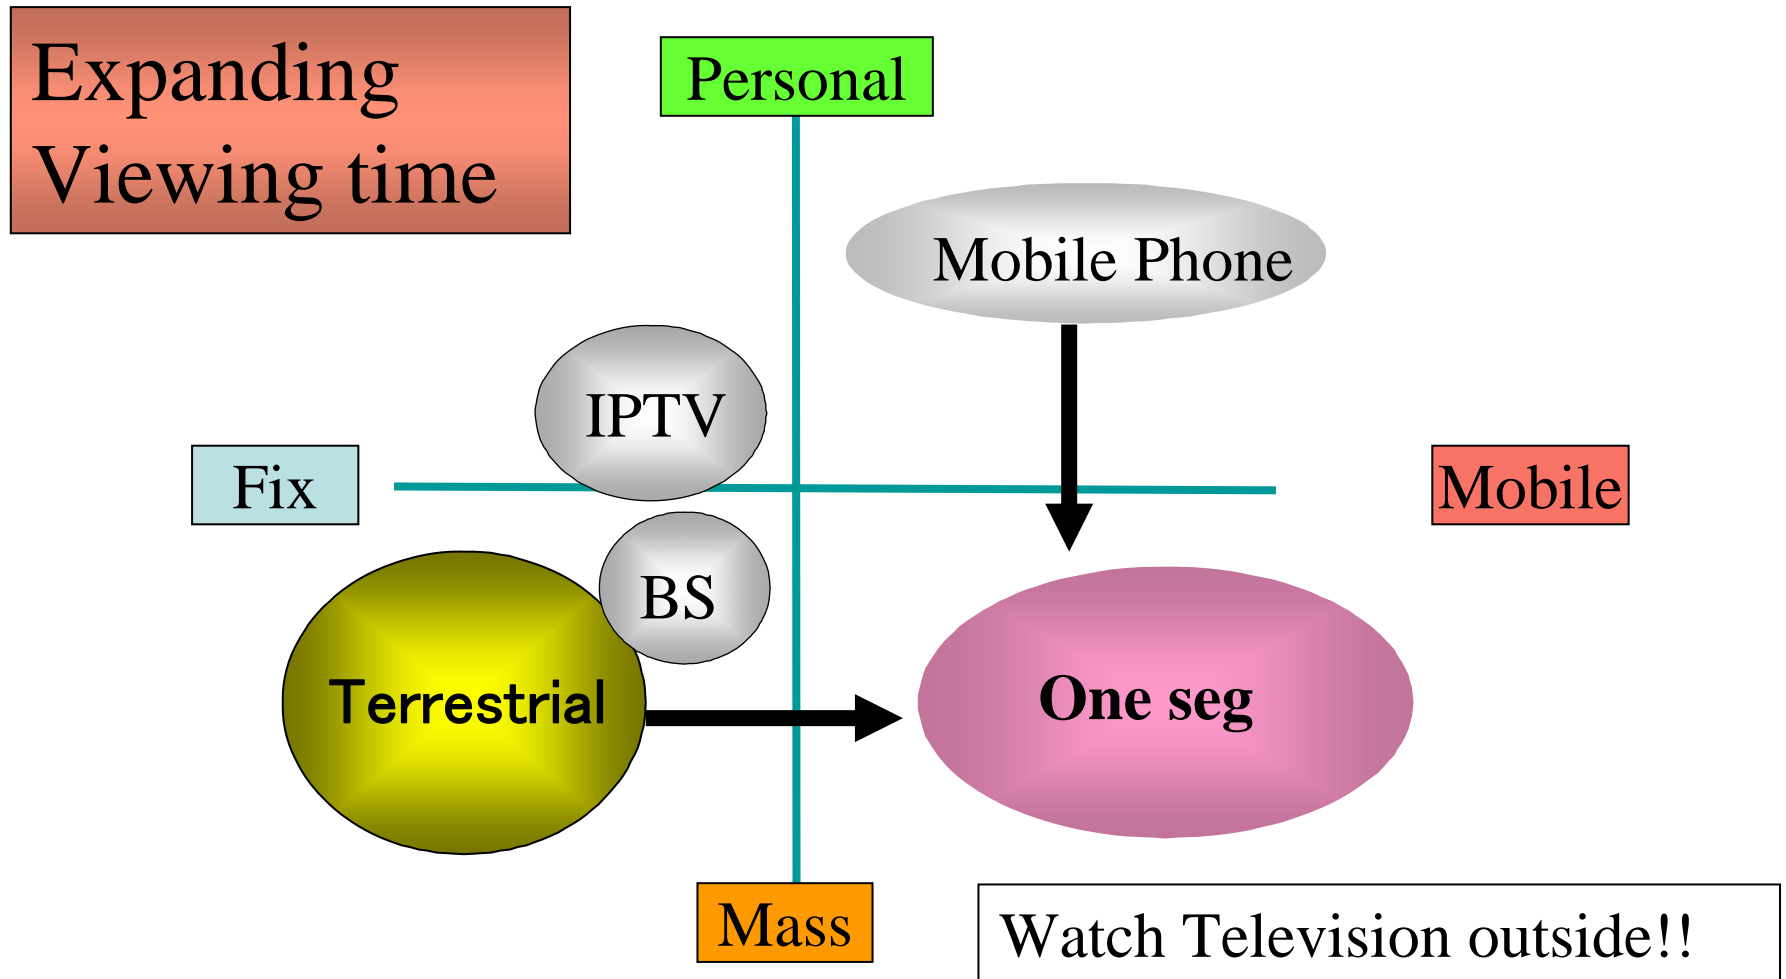 Expanding
Viewing time
Personal
Mobile Phone
IPTV
Fix
Mobile
BS
Terrestrial
One seg
Mass
Watch Television outside!!